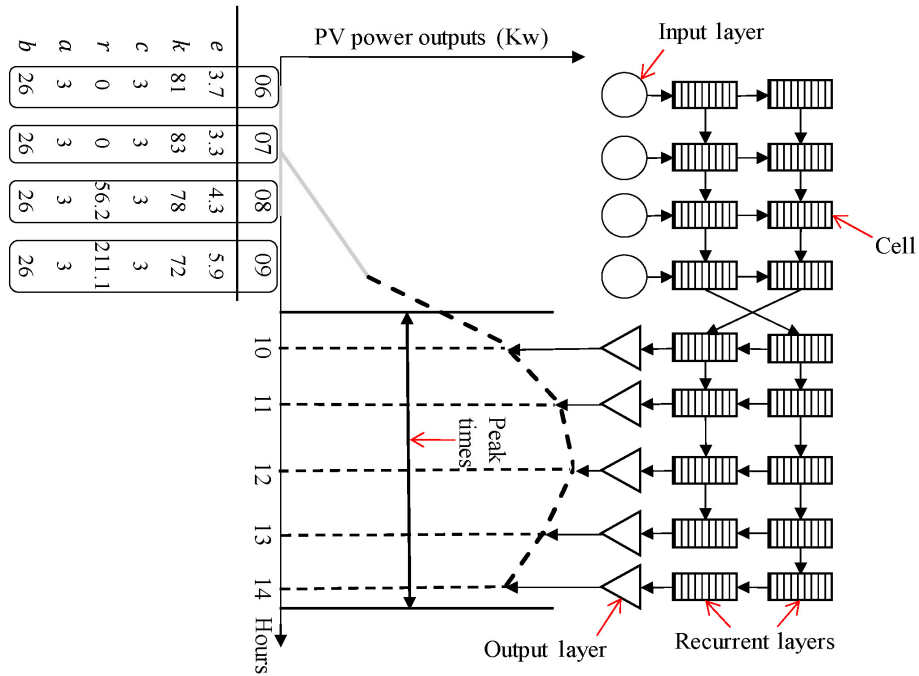 PV power outputs (Kw)
Input layer
e 3.7 3.3 4.3 5.9
k 81 83 78 72
c 3 3 3 3
r 0 0 56.2 211.1
a 3 3 3 3
b 26 26 26 26
06 07 08 09
Cell
10
11
12
13
14
Peak
times
Hours
Output layer
Recurrent layers